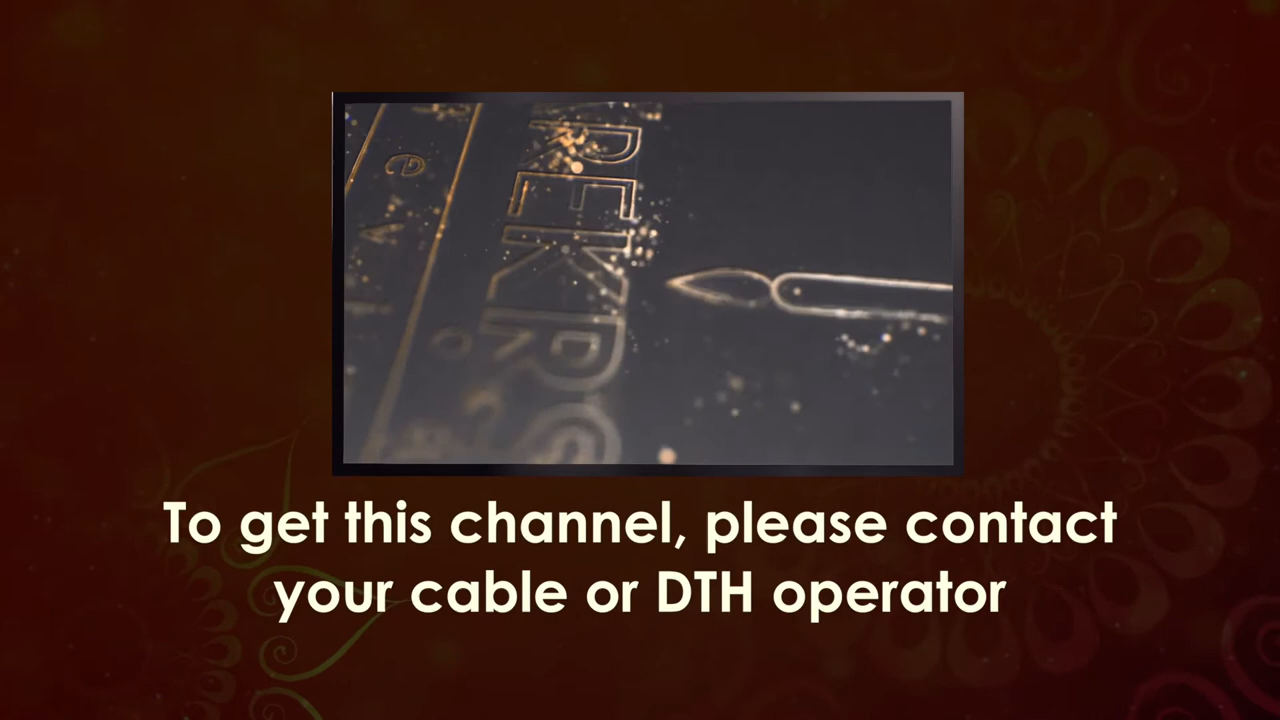 To get this channel, please contact
your cable or DTH operator